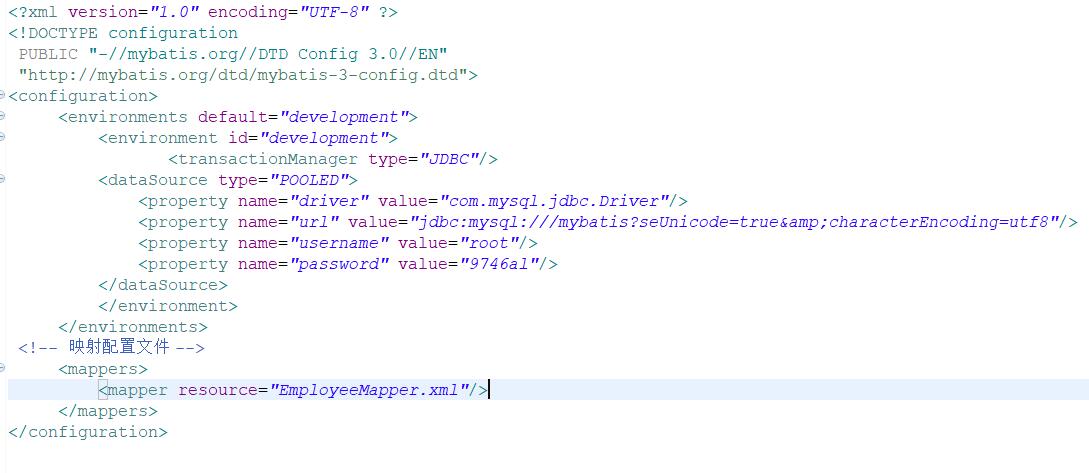 <?xml version="1.0" encoding="UTF-8" ?>
<!DOCTYPE configuration
PUBLIC "-//mybatis.org//DTD Config 3.0//EN"
"http://mybatis.org/dtd/mybatis-3-config.dtd">
<configuration>
<environments default="development">
<environment id="development">
<transactionManager type="JDBC"/>
<dataSource type="POOLED">
<property name="driver" value="com.mysql.jdbc.Driver"/>
<property name="url" value="jdbc:mysql:///mybatis?seUnicode=true&amp;characterEncoding=utf8"/>
<property name="username" value="root"/>
<property name="password" value="9746al"/>
</dataSource>
</environment>
</environments>
<!-- 映射配置文件 -->
<mappers>
<mapper resource="EmployeeMapper.xml"/>
</mappers>
</configuration>